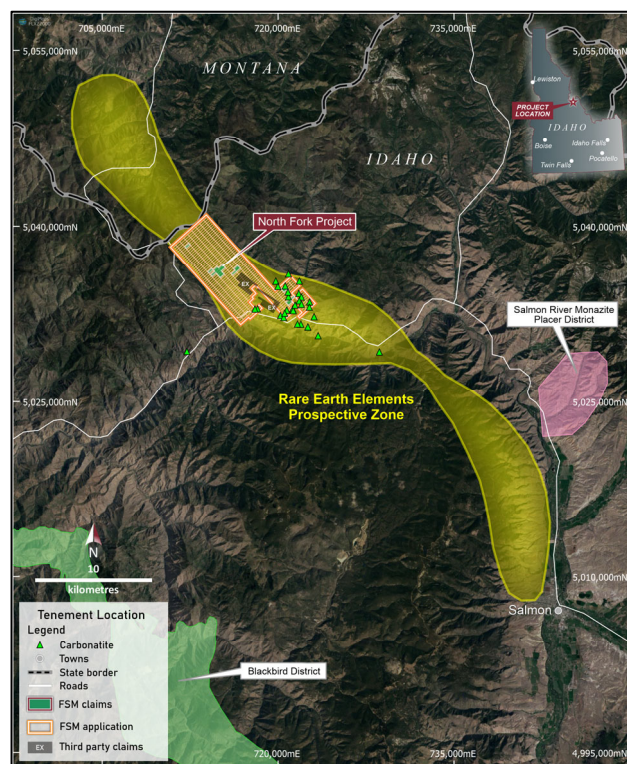 705,000mE
720,000mE
735,000mE
5,055,000mN
5,055,000mN
MONTANA
Lewiston
PROJECT
LOCATION
IDAHO
Boise
Idaho Falls
Pocatello
Twin Falls
IDAHO
5,040,000mN
5,040,000mN
North Fork Project
EX
EX
Salmon River Monazite
Placer District
Rare Earth Elements
Prospective Zone
5,025,000mN
5,025,000mN
N
10
kilometres
5,010,000mN
Salmon
Tenement Location
Legend
Carbonatite
Towns
State border
Roads
FSM claims
FSM application
EX
Third party claims
Blackbird District
720,000mE
735,000mE
4,995,000mN